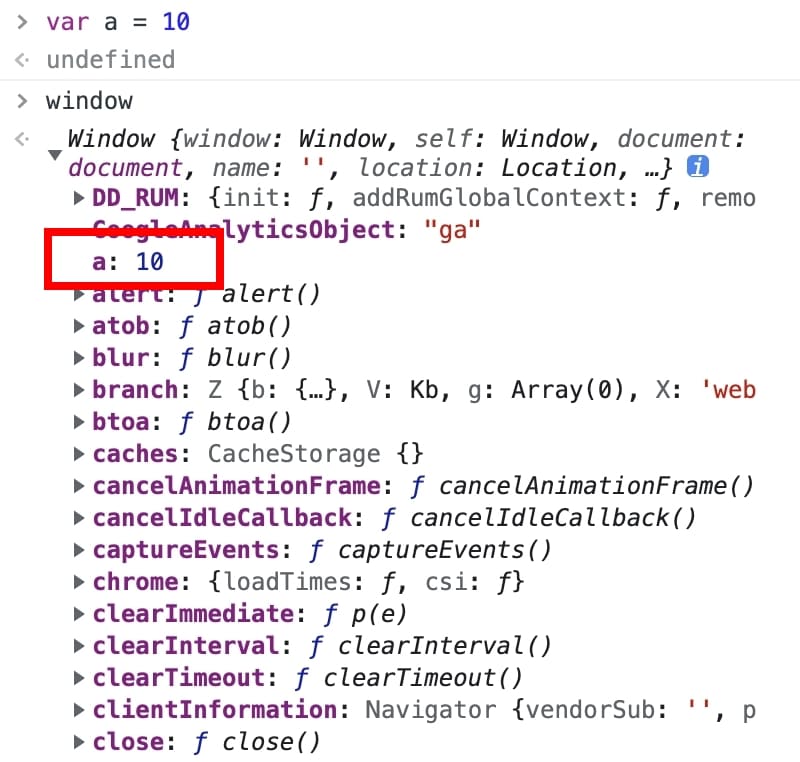 > var a = 10
<· undefined
> window
<· ▼ Window {window: Window, self: Window, document:
document, name: '', location: Location, …} i
▶ DD_RUM: {init: ƒ, addRumGlobalContext: ƒ, remo
GoogleAnalyticsObject: "ga"
a: 10
▶ alert: ƒ alert()
▶ atob: ƒ atob()
▶ blur: ƒ blur()
▶ branch: Z {b: {…}, V: Kb, g: Array(0), X: 'web
▶ btoa: ƒ btoa()
▶ caches: CacheStorage {}
▶ cancelAnimationFrame: ƒ cancelAnimationFrame()
▶ cancelIdleCallback: ƒ cancelIdleCallback()
▶ captureEvents: ƒ captureEvents()
▶ chrome: {loadTimes: ƒ, csi: ƒ}
▶ clearImmediate: ƒ p(e)
▶ clearInterval: ƒ clearInterval()
▶ clearTimeout: ƒ clearTimeout()
▶ clientInformation: Navigator {vendorSub: '', p
▶ close: ƒ close()